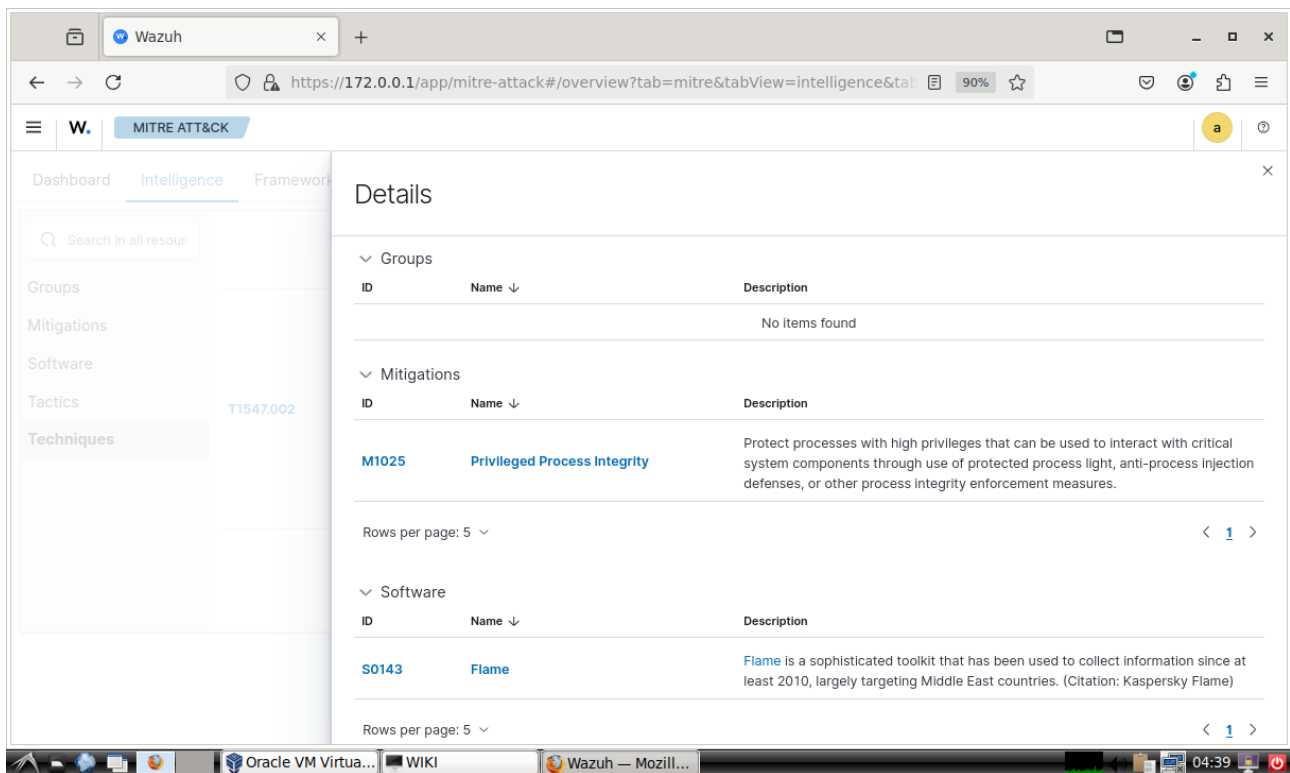 Wazuh
https://172.0.0.1/app/mitre-attack#/overview?tab=mitre&tabView=intelligence&tab
90%
W.
MITRE ATT&CK
a
Dashboard Intelligence Framework
Details
Search in all resour
Groups
Mitigations
Software
Tactics
Techniques
T1547.002
Groups
ID Name Description
No items found
Mitigations
ID Name Description
M1025 Privileged Process Integrity Protect processes with high privileges that can be used to interact with critical
system components through use of protected process light, anti-process injection
defenses, or other process integrity enforcement measures.
Rows per page: 5
1
Software
ID Name Description
S0143 Flame Flame is a sophisticated toolkit that has been used to collect information since at
least 2010, largely targeting Middle East countries. (Citation: Kaspersky Flame)
Rows per page: 5
1
Oracle VM Virtua... WIKI Wazuh — Mozill... 04:39